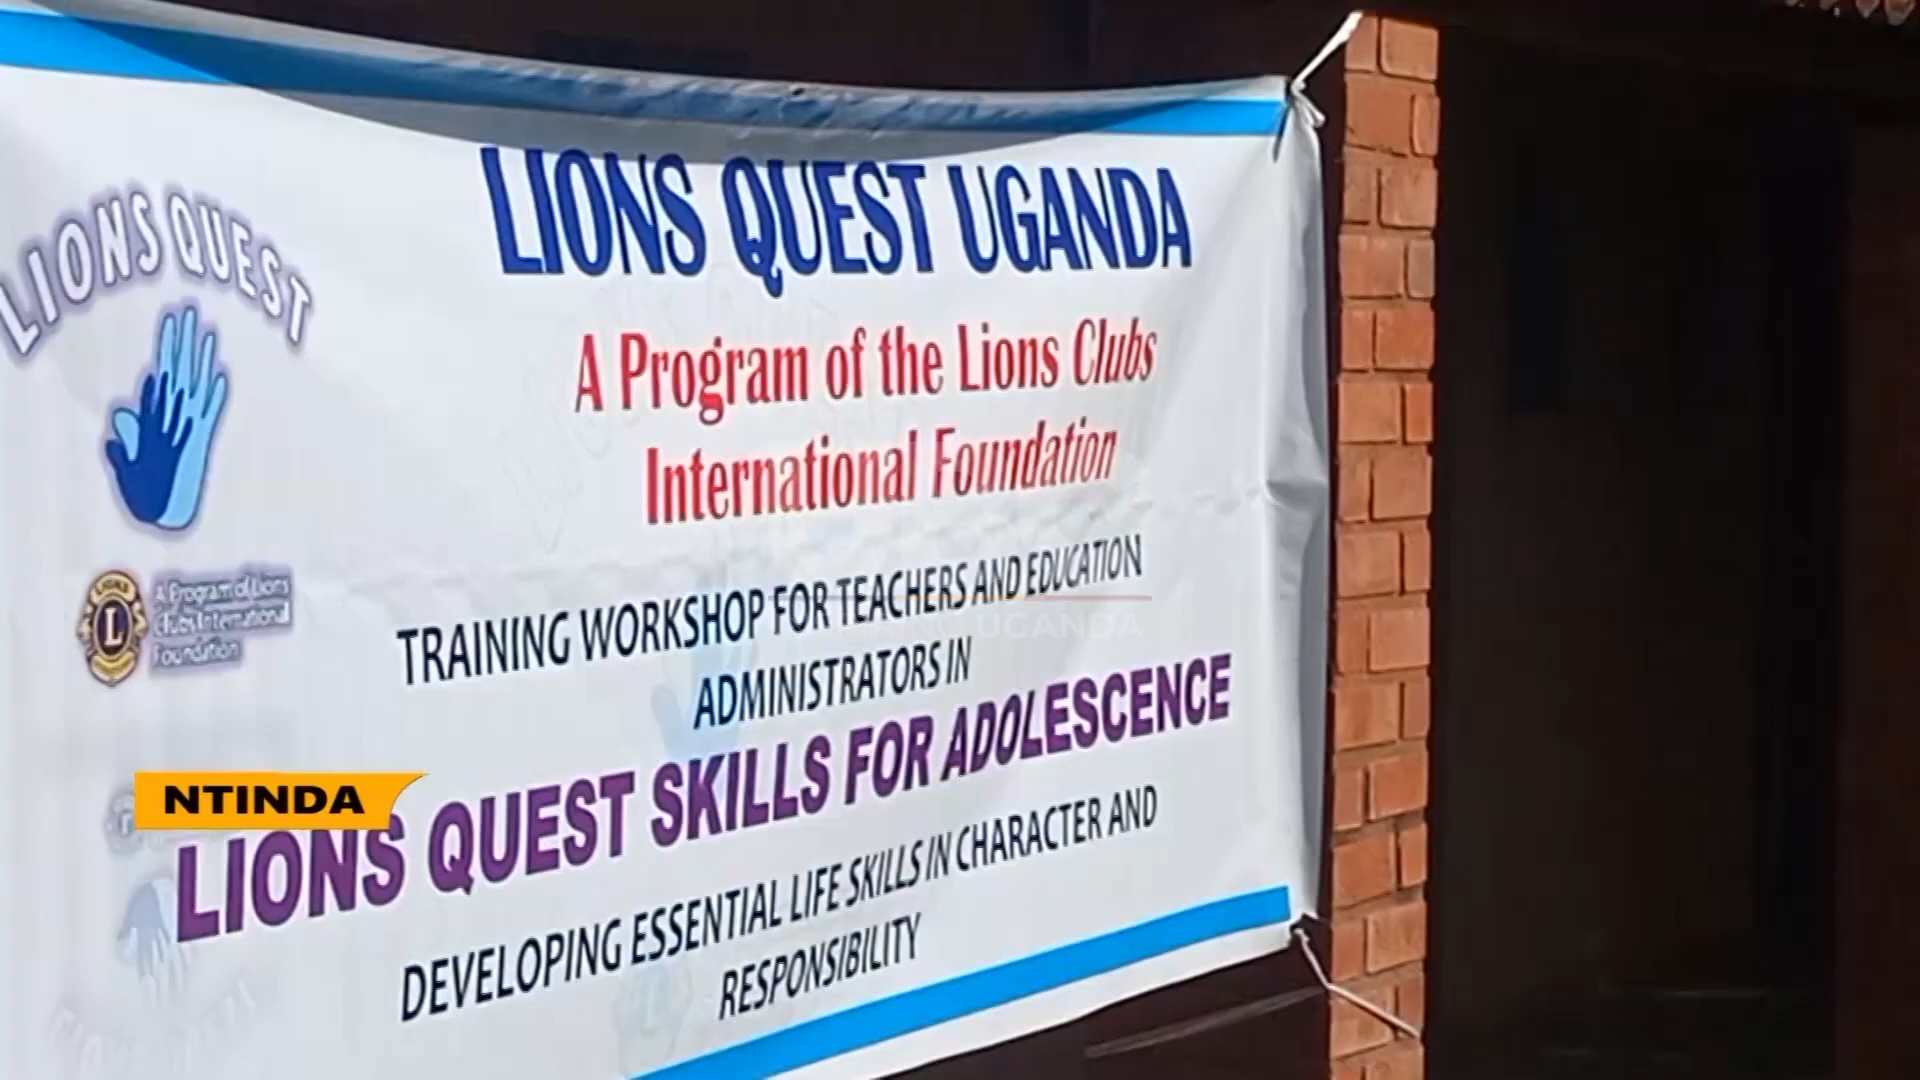 LIONS QUEST
LIONS QUEST UGANDA
A Program of the Lions Clubs
International Foundation
LIONS
L
A Program of Lions
Clubs International
Foundation
TRAINING WORKSHOP FOR TEACHERS AND EDUCATION
ADMINISTRATORS IN
UGANDA
LIONS QUEST SKILLS FOR ADOLESCENCE
NTINDA
DEVELOPING ESSENTIAL LIFE SKILLS IN CHARACTER AND
RESPONSIBILITY